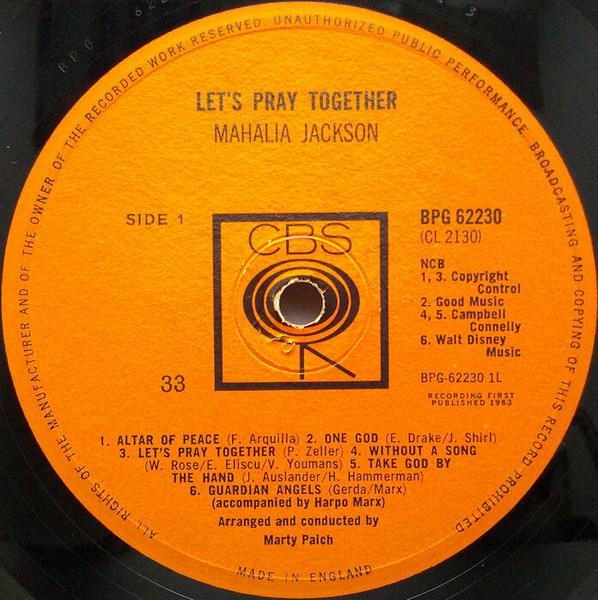 ALL RIGHTS OF THE MANUFACTURER AND OF THE OWNER OF THE RECORDED WORK RESERVED. UNAUTHORIZED PUBLIC PERFORMANCE. BROADCASTING AND COPYING OF THIS RECORD PROHIBITED
LET'S PRAY TOGETHER
MAHALIA JACKSON
SIDE 1
CBS
BPG 62230
(CL 2130)
NCB
1, 3. Copyright
Control
2. Good Music
4, 5. Campbell
Connelly
6. Walt Disney
Music
33
BPG-62230 1L
RECORDING FIRST
PUBLISHED 1963
1. ALTAR OF PEACE (F. Arquilla) 2. ONE GOD (E. Drake/J. Shirl)
3. LET'S PRAY TOGETHER (P. Zeller) 4. WITHOUT A SONG
(W. Rose/E. Eliscu/V. Youmans) 5. TAKE GOD BY
THE HAND (J. Auslander/H. Hammerman)
6. GUARDIAN ANGELS (Gerda/Marx)
(accompanied by Harpo Marx)
Arranged and conducted by
Marty Paich
MADE IN ENGLAND